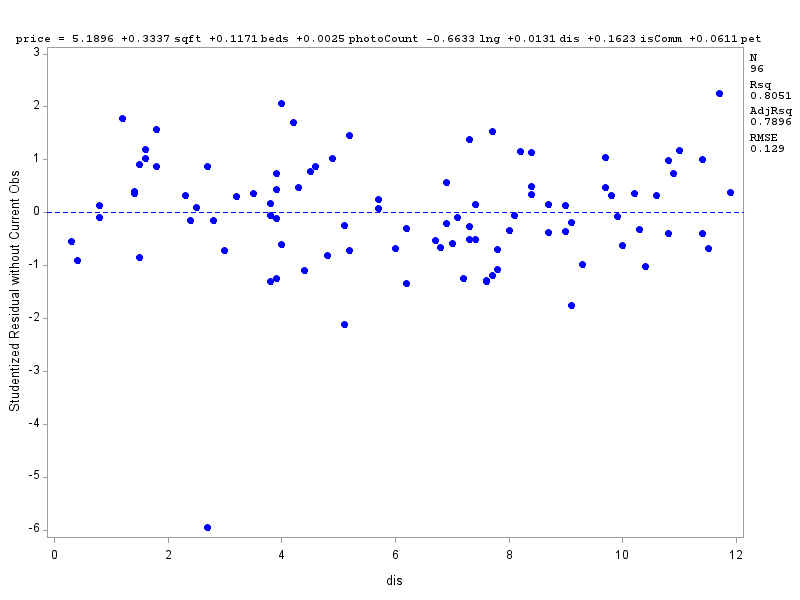 price = 5.1896 +0.3337 sqft +0.1171 beds +0.0025 photoCount -0.6633 lng +0.0131 dis +0.1623 isComm +0.0611 pet
N
96
Rsq
0.8051
AdjRsq
0.7896
RMSE
0.129
Studentized Residual without Current Obs
3
2
1
0
-1
-2
-3
-4
-5
-6
0 2 4 6 8 10 12
dis